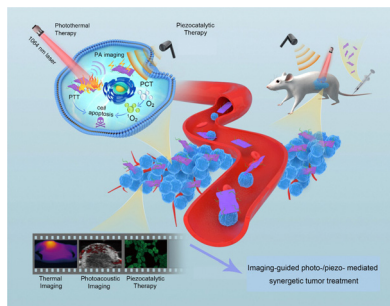 Photothermal
Therapy
Piezocatalytic
Therapy
1064 nm laser
PA imaging
PTT
PCT
O₂
cell
apoptosis
¹O₂
Thermal
Imaging
Photoacoustic
Imaging
Piezocatalytic
Therapy
Imaging-guided photo-/piezo- mediated
synergetic tumor treatment